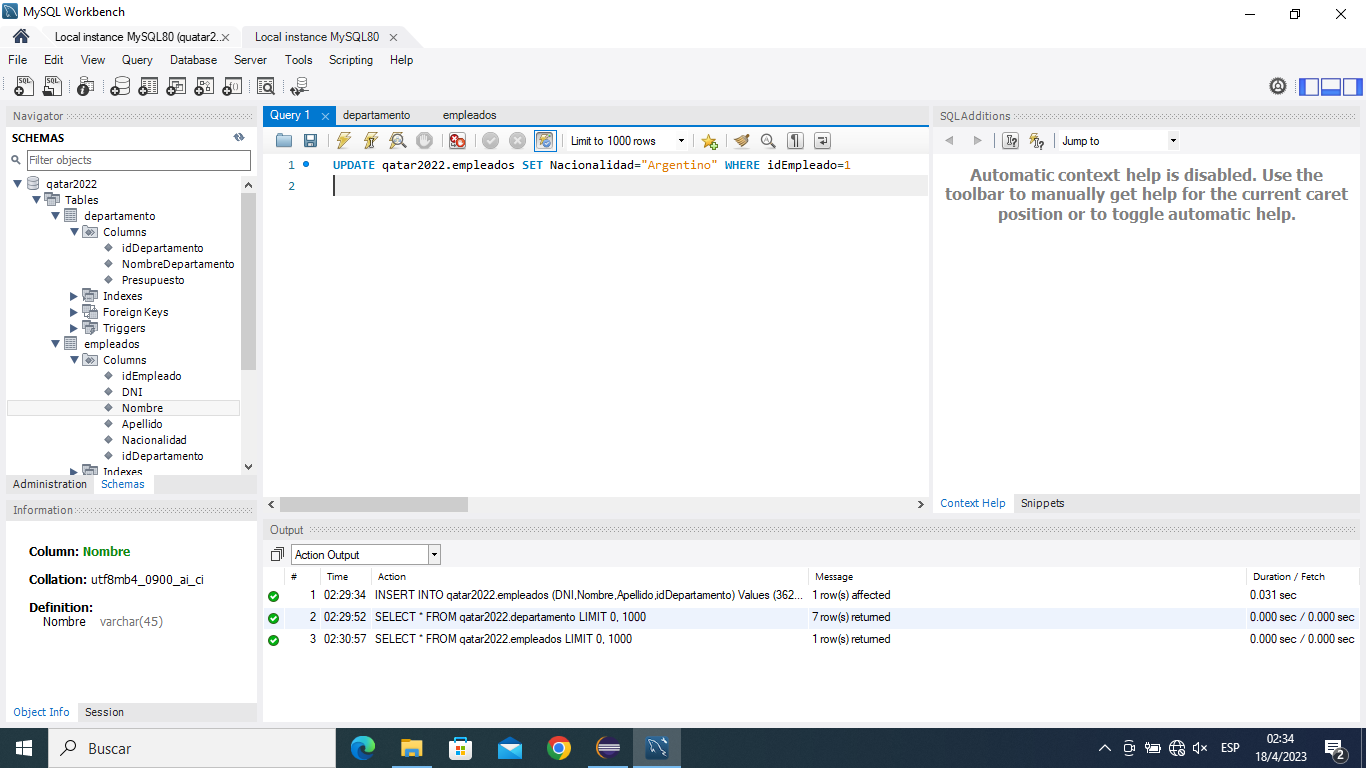 MySQL Workbench
Local instance MySQL80 (quatar2... Local instance MySQL80
File Edit View Query Database Server Tools Scripting Help
Navigator
SCHEMAS
Filter objects
qatar2022
Tables
departamento
Columns
idDepartamento
NombreDepartamento
Presupuesto
Indexes
Foreign Keys
Triggers
empleados
Columns
idEmpleado
DNI
Nombre
Apellido
Nacionalidad
idDepartamento
Indexes
Administration Schemas
Information
Column: Nombre
Collation: utf8mb4_0900_ai_ci
Definition:
Nombre varchar(45)
Object Info Session
Query 1 departamento empleados
Limit to 1000 rows
1 UPDATE qatar2022.empleados SET Nacionalidad="Argentino" WHERE idEmpleado=1
2
SQLAdditions
Jump to
Automatic context help is disabled. Use the
toolbar to manually get help for the current caret
position or to toggle automatic help.
Context Help Snippets
Output
Action Output
# Time Action Message Duration / Fetch
1 02:29:34 INSERT INTO qatar2022.empleados (DNI,Nombre,Apellido,idDepartamento) Values (362... 1 row(s) affected 0.031 sec
2 02:29:52 SELECT * FROM qatar2022.departamento LIMIT 0, 1000 7 row(s) returned 0.000 sec / 0.000 sec
3 02:30:57 SELECT * FROM qatar2022.empleados LIMIT 0, 1000 1 row(s) returned 0.000 sec / 0.000 sec
Buscar
ESP
02:34
18/4/2023
2